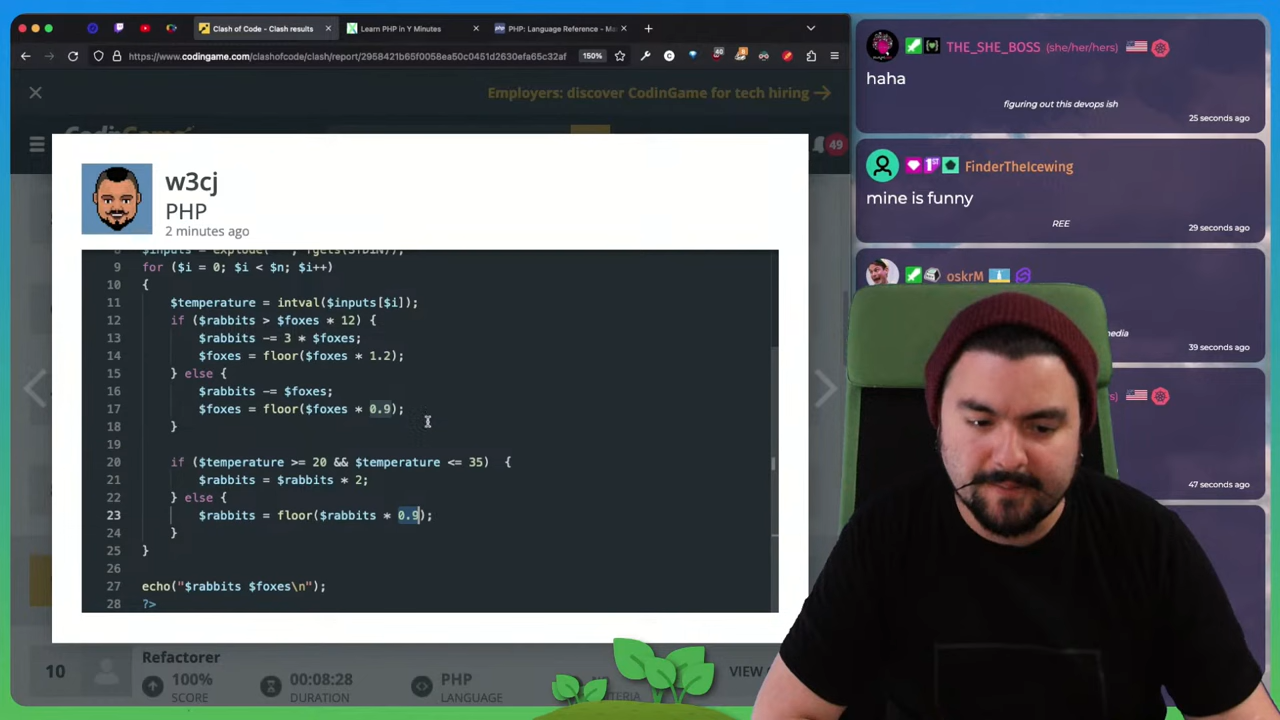 Clash of Code - Clash results
Learn PHP in Y Minutes
PHP: Language Reference - Ma
https://www.codingame.com/clashofcode/clash/report/2958421b65f0058ea50c0451d2630efa65c32af
150%
40
Employers: discover CodinGame for tech hiring
49
w3cj
PHP
2 minutes ago
9 for ($i = 0; $i < $n; $i++)
10 {
11 $temperature = intval($inputs[$i]);
12 if ($rabbits > $foxes * 12) {
13 $rabbits -= 3 * $foxes;
14 $foxes = floor($foxes * 1.2);
15 } else {
16 $rabbits -= $foxes;
17 $foxes = floor($foxes * 0.9);
18 }
19
20 if ($temperature >= 20 && $temperature <= 35) {
21 $rabbits = $rabbits * 2;
22 } else {
23 $rabbits = floor($rabbits * 0.9);
24 }
25 }
26
27 echo("$rabbits $foxes\n");
28 ?>
10
Refactorer
100%
SCORE
00:08:28
DURATION
PHP
LANGUAGE
VIEW
THE_SHE_BOSS (she/her/hers)
haha
figuring out this devops ish
25 seconds ago
FinderTheIcewing
mine is funny
REE
29 seconds ago
oskrM
39 seconds ago
47 seconds ago